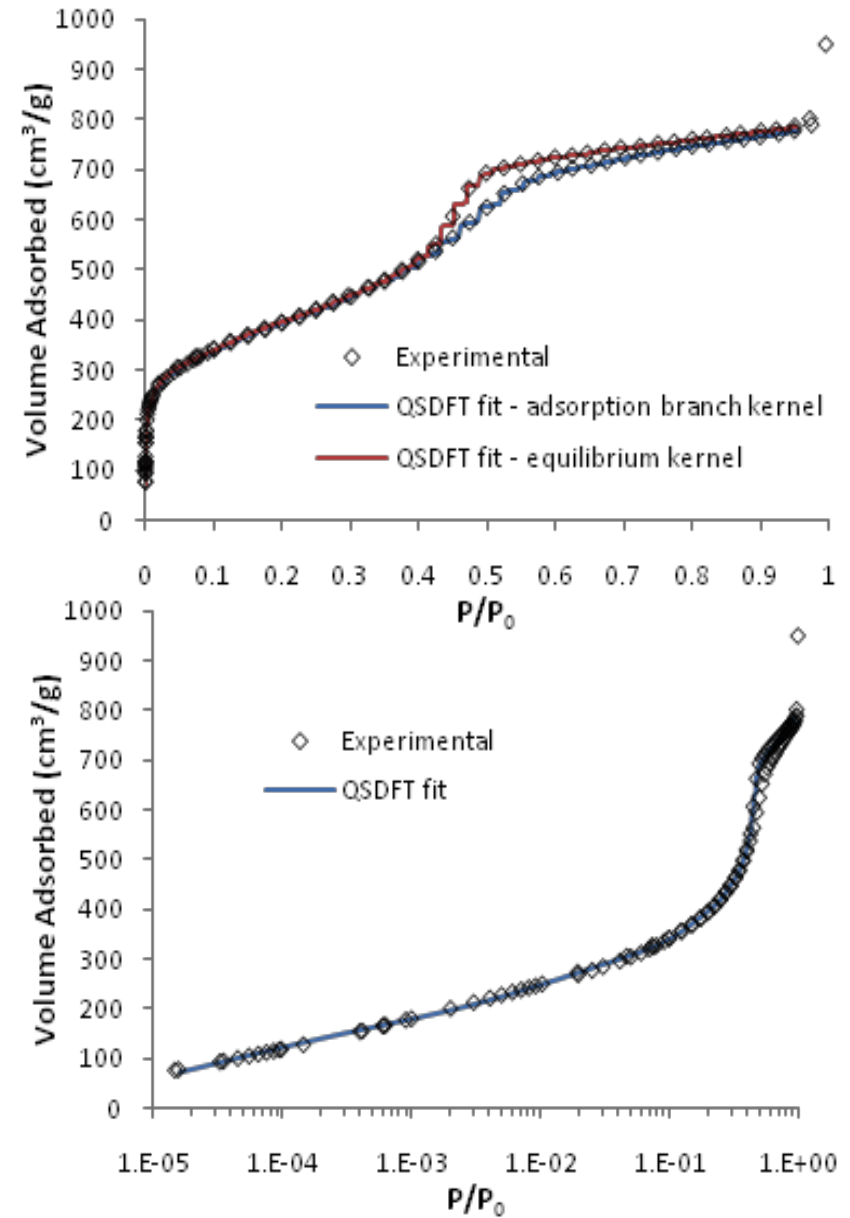 1000
900
800
700
600
500
400
300
200
100
0
Volume Adsorbed (cm³/g)
Experimental
QSDFT fit - adsorption branch kernel
QSDFT fit - equilibrium kernel
0 0.1 0.2 0.3 0.4 0.5 0.6 0.7 0.8 0.9 1
P/P₀
1000
900
800
700
600
500
400
300
200
100
0
Volume Adsorbed (cm³/g)
Experimental
QSDFT fit
1.E-05 1.E-04 1.E-03 1.E-02 1.E-01 1.E+00
P/P₀